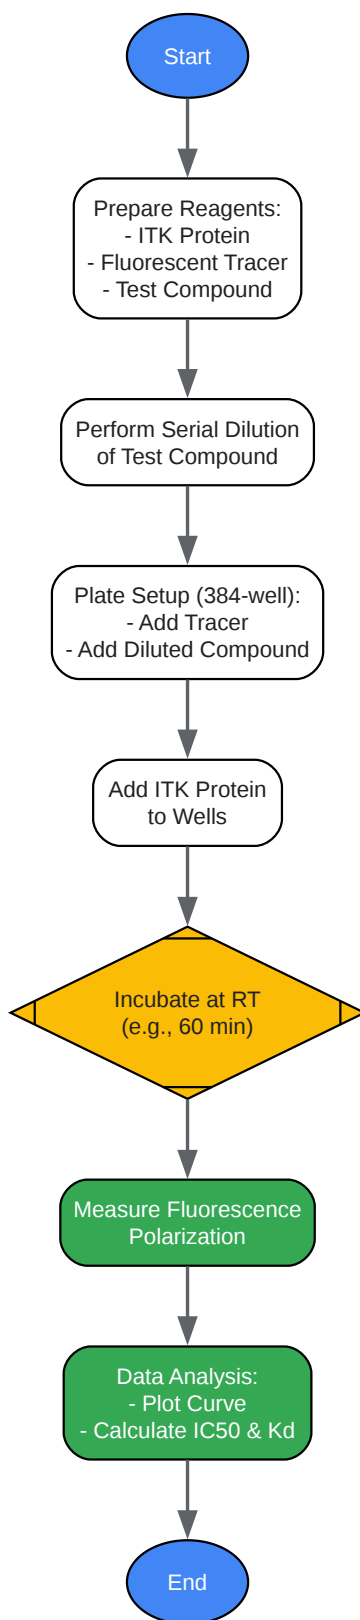 Start
Prepare Reagents:
- ITK Protein
- Fluorescent Tracer
- Test Compound
Perform Serial Dilution
of Test Compound
Plate Setup (384-well):
- Add Tracer
- Add Diluted Compound
Add ITK Protein
to Wells
Incubate at RT
(e.g., 60 min)
Measure Fluorescence
Polarization
Data Analysis:
- Plot Curve
- Calculate IC50 & Kd
End